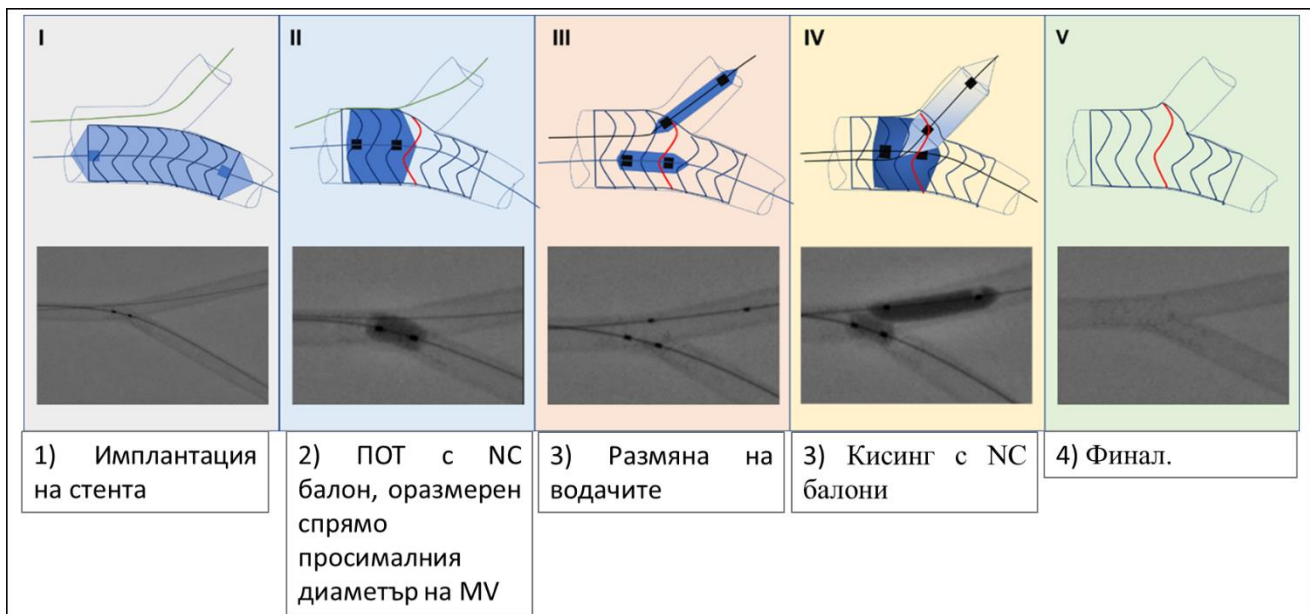 I
II
III
IV
V
1) Имплантация
на стента
2) ПОТ с NC
балон, оразмерен
спрямо
просималния
диаметър на MV
3) Размяна на
водачите
3) Кисинг с NC
балони
4) Финал.